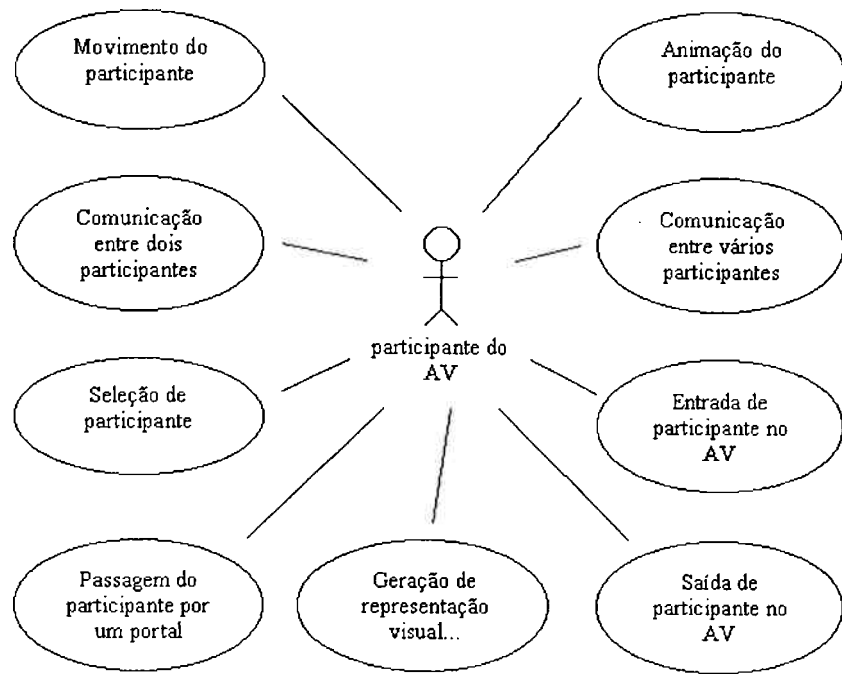 Movimento do
participante
Animação do
participante
Comunicação
entre dois
participantes
Comunicação
entre vários
participantes
participante do
AV
Seleção de
participante
Entrada de
participante no
AV
Passagem do
participante por
um portal
Geração de
representação
visual...
Saída de
participante no
AV